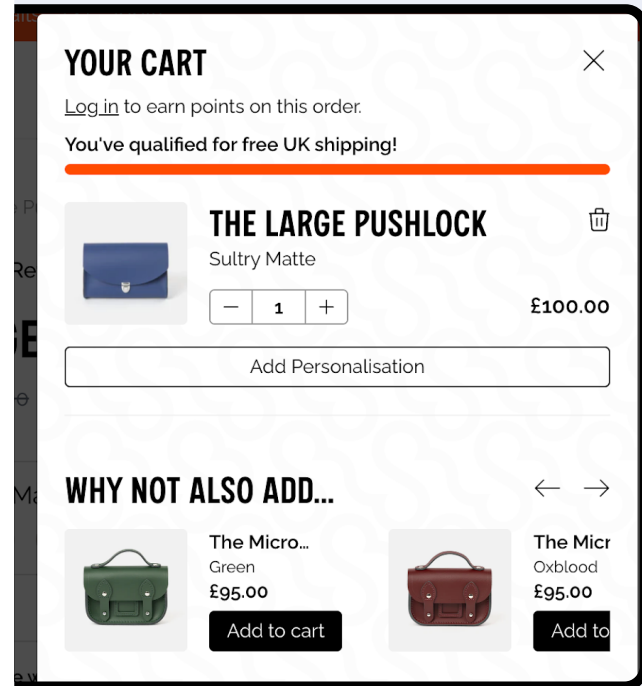 YOUR CART
Log in to earn points on this order.
You've qualified for free UK shipping!
THE LARGE PUSHLOCK
Sultry Matte
1
£100.00
Add Personalisation
WHY NOT ALSO ADD...
The Micro...
Green
£95.00
Add to cart
The Micr
Oxblood
£95.00
Add to